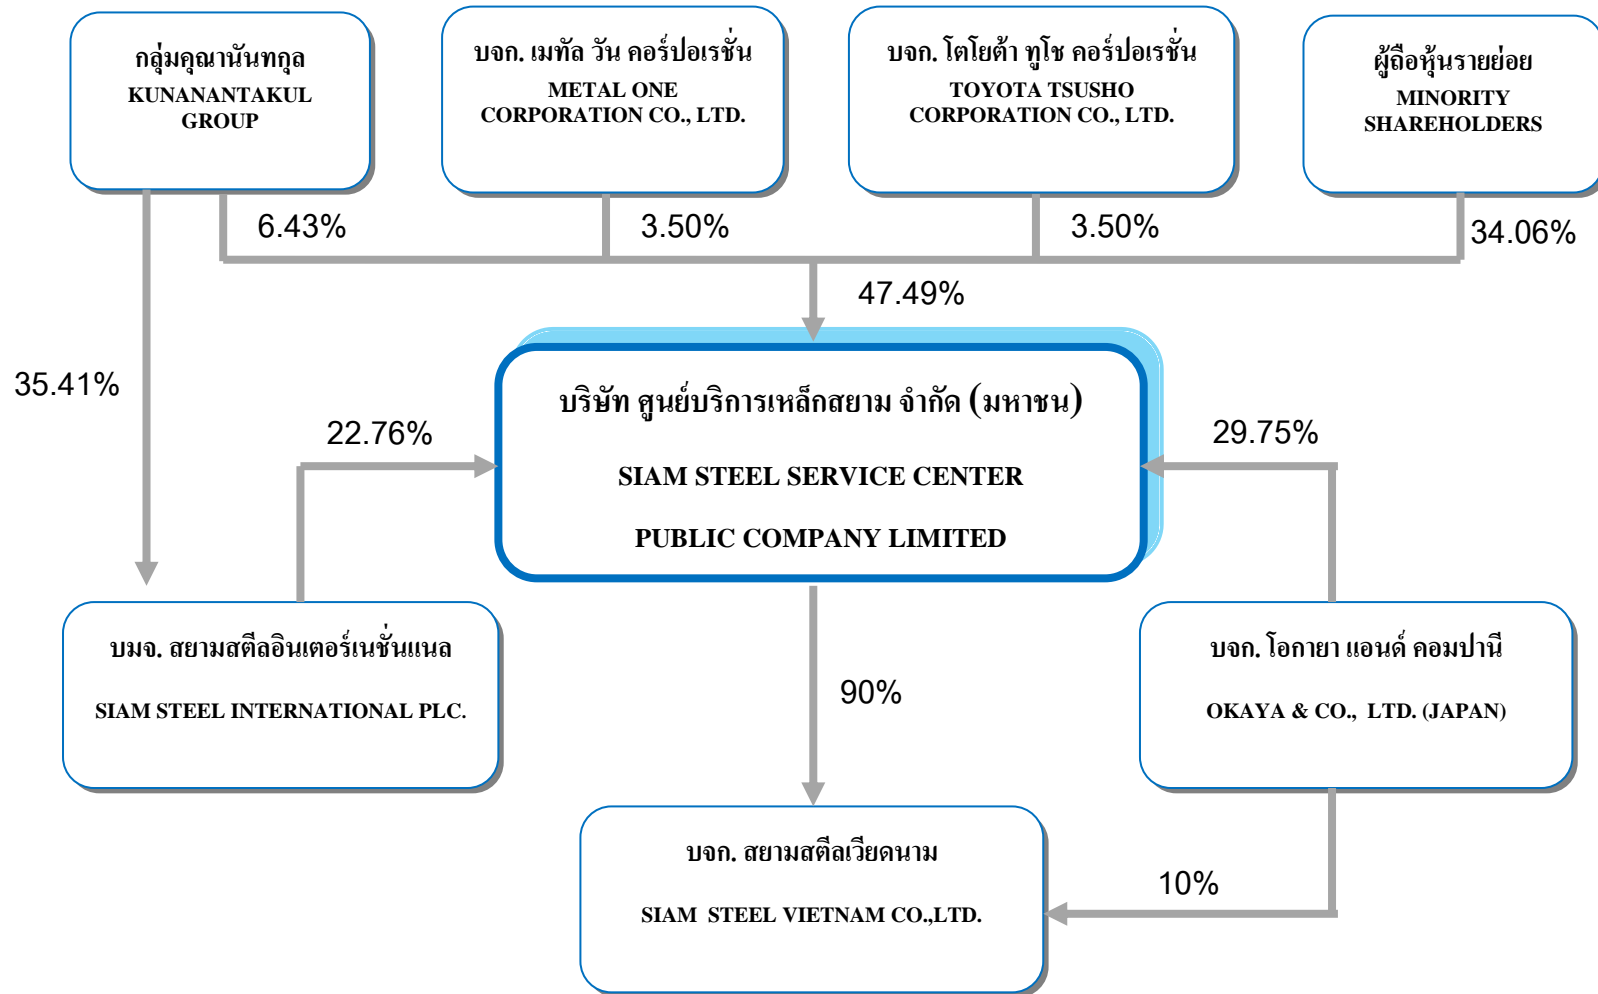 กลุ่มคุณานันทกุล
KUNANANTAKUL
GROUP
บจก. เมทัล วัน คอร์ปอเรชั่น
METAL ONE
CORPORATION CO., LTD.
บจก. โตโยต้า ทูโช คอร์ปอเรชั่น
TOYOTA TSUSHO
CORPORATION CO., LTD.
ผู้ถือหุ้นรายย่อย
MINORITY
SHAREHOLDERS
6.43%
3.50%
3.50%
34.06%
47.49%
35.41%
22.76%
29.75%
บริษัท ศูนย์บริการเหล็กสยาม จำกัด (มหาชน)
SIAM STEEL SERVICE CENTER
PUBLIC COMPANY LIMITED
บมจ. สยามสตีลอินเตอร์เนชั่นแนล
SIAM STEEL INTERNATIONAL PLC.
90%
บจก. โอกายา แอนด์ คอมปานี
OKAYA & CO., LTD. (JAPAN)
บจก. สยามสตีลเวียดนาม
SIAM STEEL VIETNAM CO.,LTD.
10%